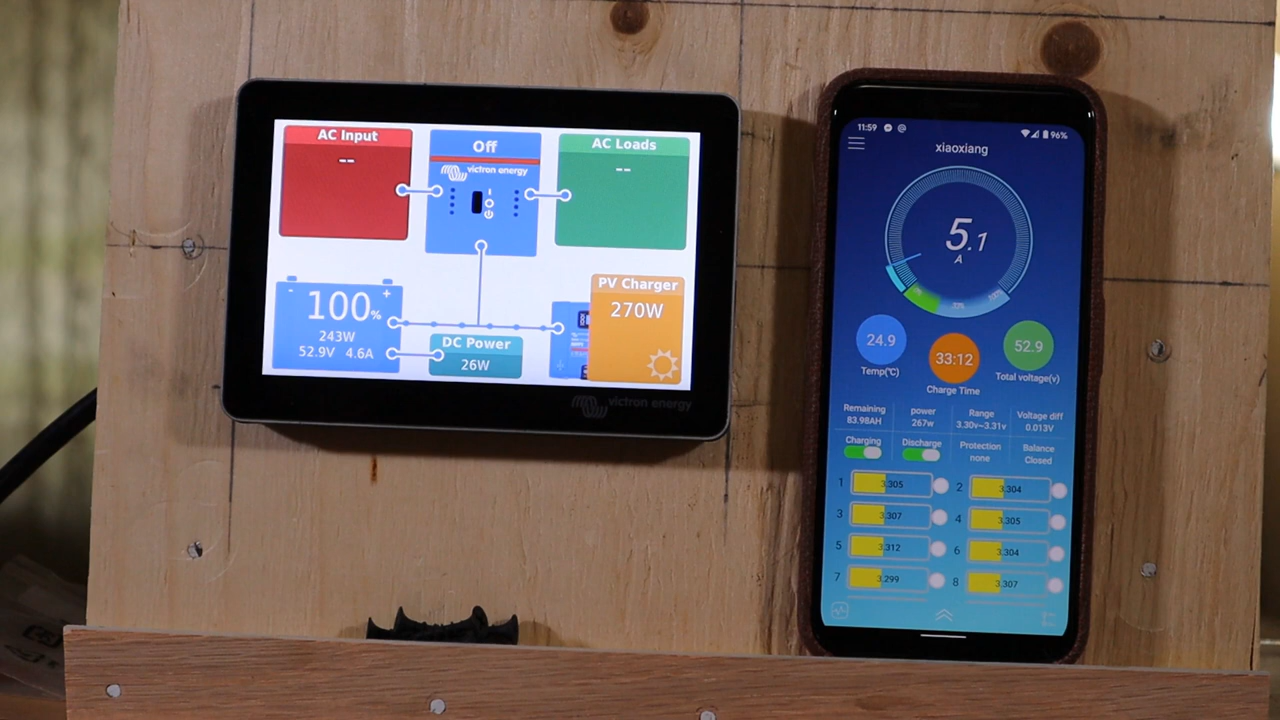 AC Input
--
Off
victron energy
AC Loads
--
- +
100%
243W
52.9V 4.6A
DC Power
26W
PV Charger
270W
victron energy
11:59
96%
xiaoxiang
5.1
A
100%
24.9
Temp(℃)
33:12
Charge Time
52.9
Total voltage(v)
Remaining
83.98AH
power
267w
Range
3.30v~3.31v
Voltage diff
0.013V
Charging
Discharge
Protection
none
Balance
Closed
1 3.305 2 3.304
3 3.307 4 3.305
5 3.312 6 3.304
7 3.299 8 3.307